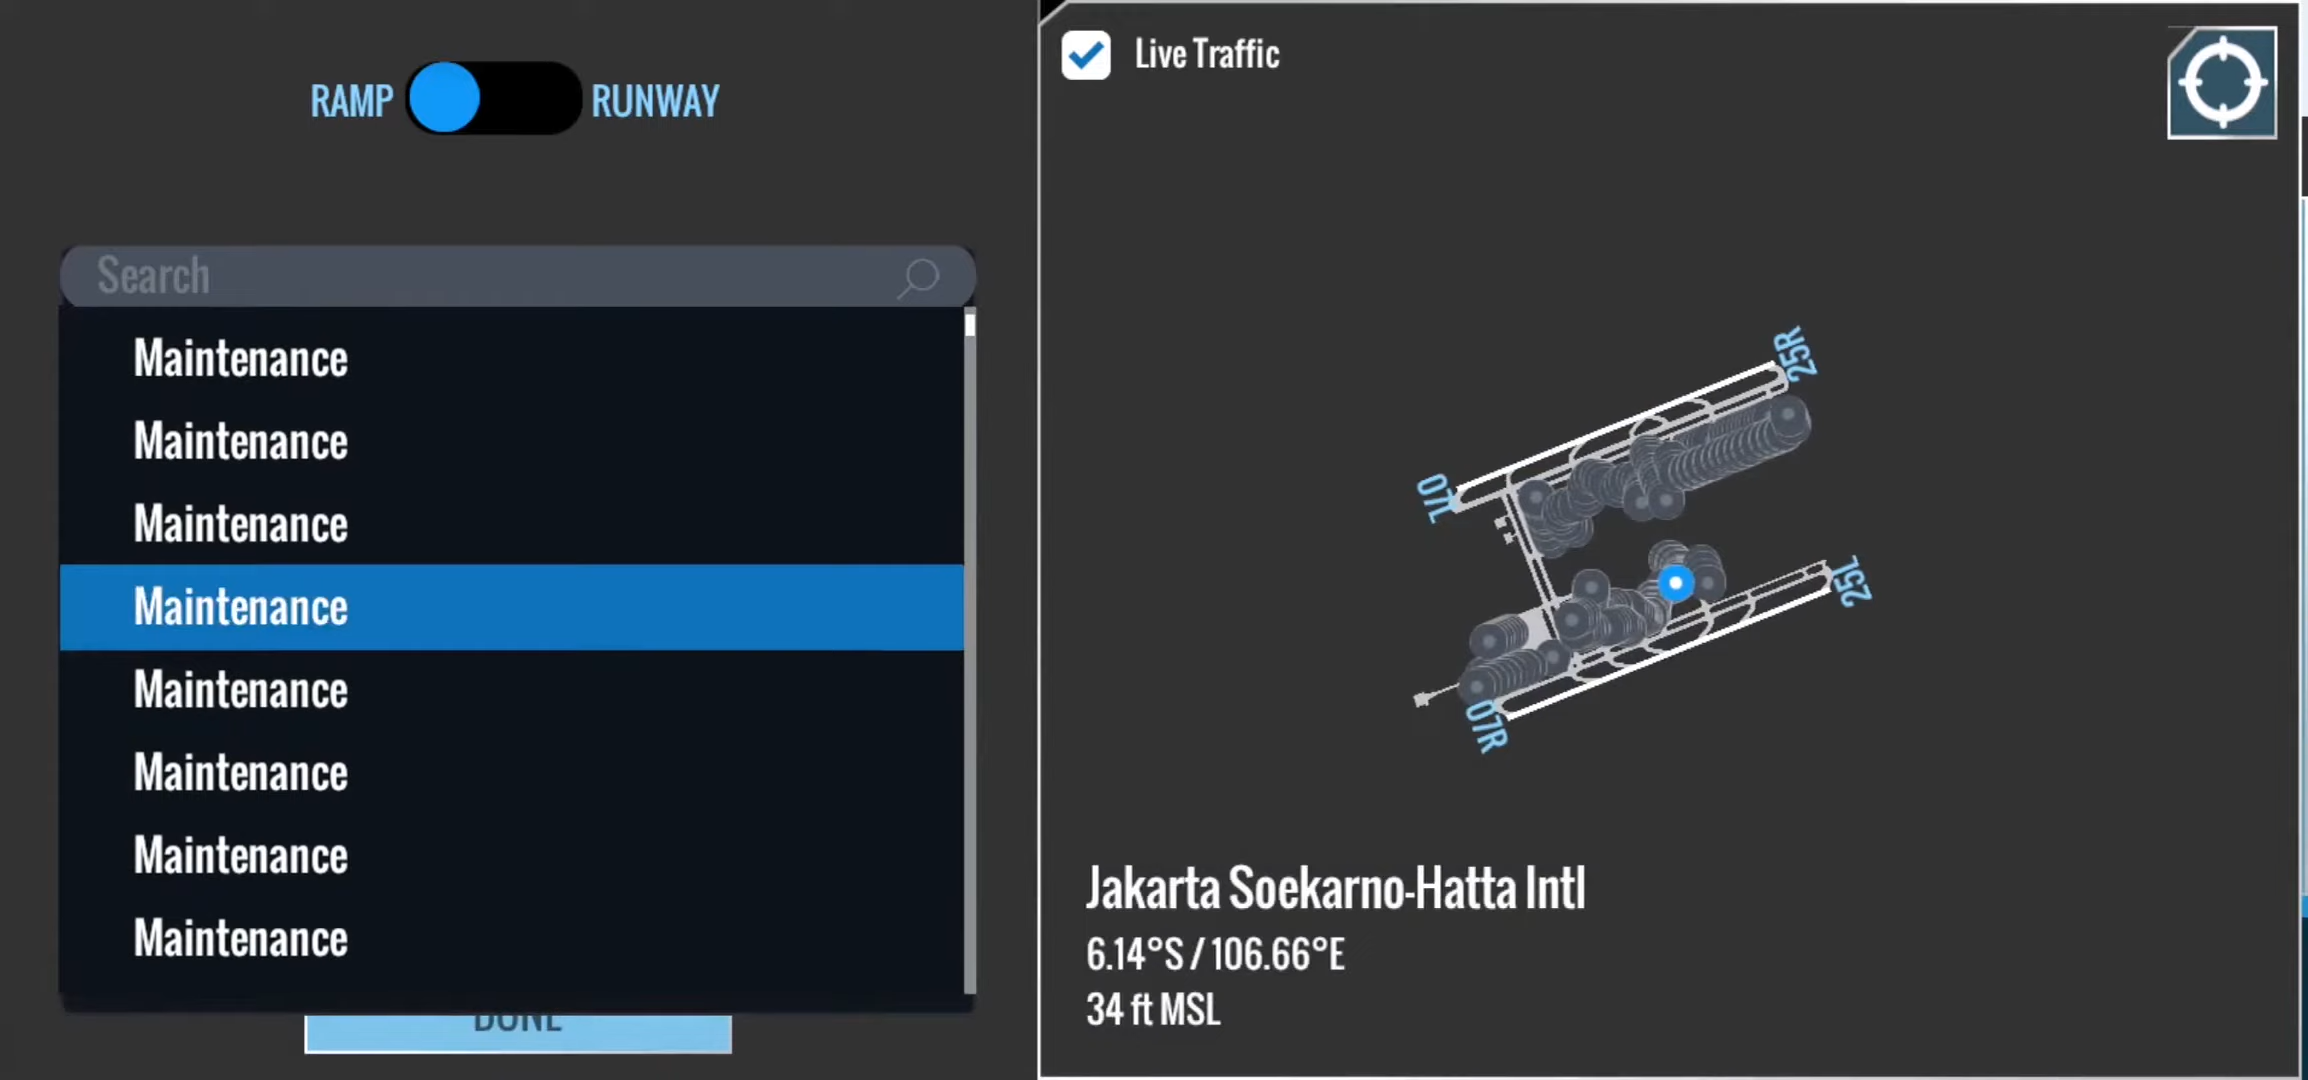 RAMP RUNWAY
Search
Maintenance
Maintenance
Maintenance
Maintenance
Maintenance
Maintenance
Maintenance
Maintenance
DONE
Live Traffic
25R
07L
25L
07R
Jakarta Soekarno-Hatta Intl
6.14°S / 106.66°E
34 ft MSL